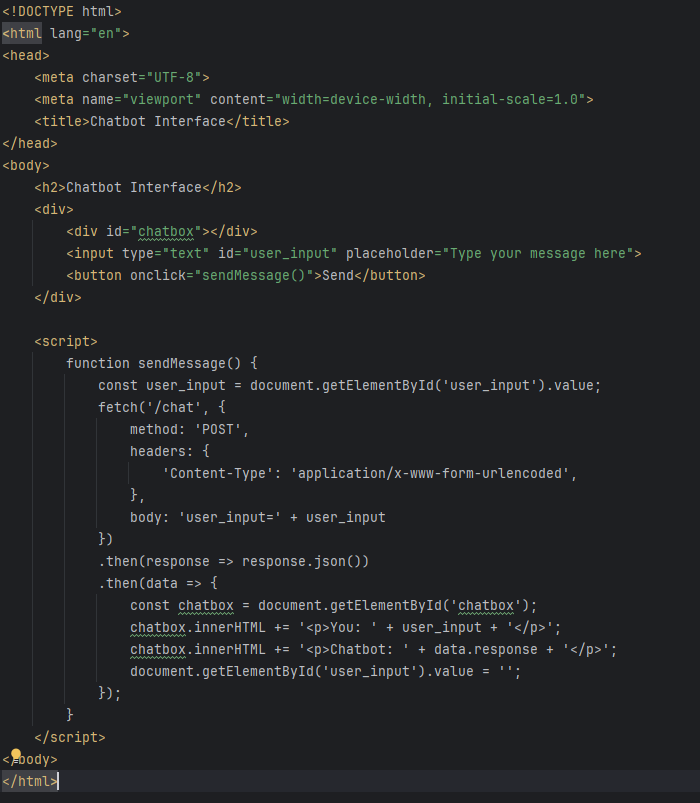 <!DOCTYPE html>
<html lang="en">
<head>
    <meta charset="UTF-8">
    <meta name="viewport" content="width=device-width, initial-scale=1.0">
    <title>Chatbot Interface</title>
</head>
<body>
    <h2>Chatbot Interface</h2>
    <div>
        <div id="chatbox"></div>
        <input type="text" id="user_input" placeholder="Type your message here">
        <button onclick="sendMessage()">Send</button>
    </div>

    <script>
        function sendMessage() {
            const user_input = document.getElementById('user_input').value;
            fetch('/chat', {
                method: 'POST',
                headers: {
                    'Content-Type': 'application/x-www-form-urlencoded',
                },
                body: 'user_input=' + user_input
            })
            .then(response => response.json())
            .then(data => {
                const chatbox = document.getElementById('chatbox');
                chatbox.innerHTML += '<p>You: ' + user_input + '</p>';
                chatbox.innerHTML += '<p>Chatbot: ' + data.response + '</p>';
                document.getElementById('user_input').value = '';
            });
        }
    </script>
</body>
</html>